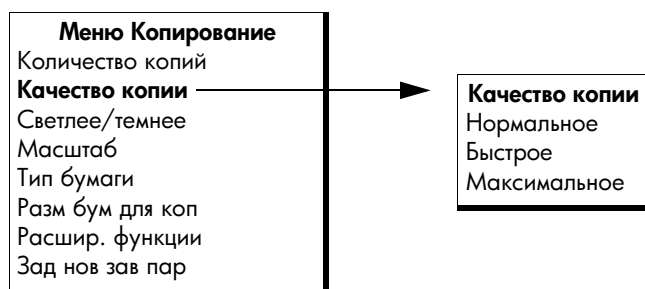 Меню Копирование
Количество копий
Качество копии
Светлее/темнее
Масштаб
Тип бумаги
Разм бум для коп
Расшир. функции
Зад нов зав пар
Качество копии
Нормальное
Быстрое
Максимальное